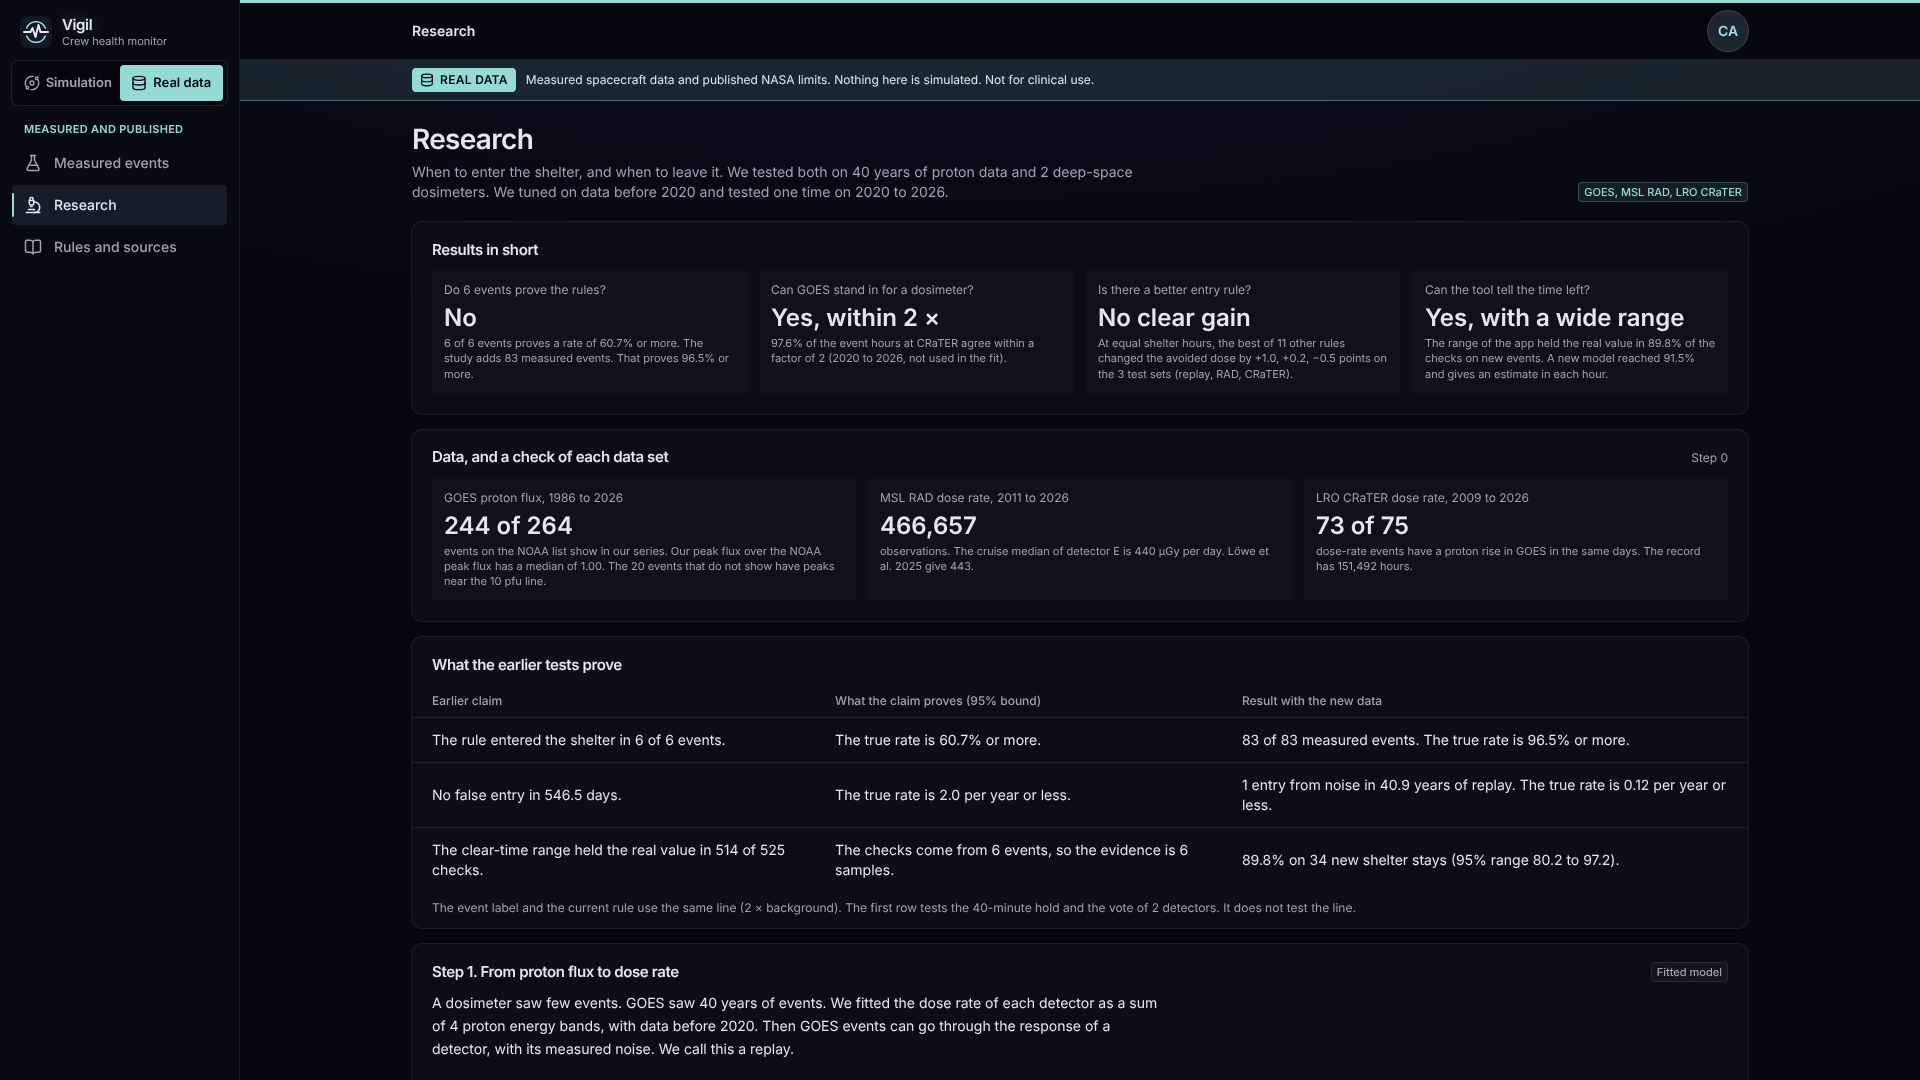 Vigil
Crew health monitor
Simulation
Real data
MEASURED AND PUBLISHED
Measured events
Research
Rules and sources
Research
CA
REAL DATA
Measured spacecraft data and published NASA limits. Nothing here is simulated. Not for clinical use.
Research
When to enter the shelter, and when to leave it. We tested both on 40 years of proton data and 2 deep-space
dosimeters. We tuned on data before 2020 and tested one time on 2020 to 2026.
GOES, MSL RAD, LRO CRaTER
Results in short
Do 6 events prove the rules?
No
6 of 6 events proves a rate of 60.7% or more. The
study adds 83 measured events. That proves 96.5% or
more.
Can GOES stand in for a dosimeter?
Yes, within 2 ×
97.6% of the event hours at CRaTER agree within a
factor of 2 (2020 to 2026, not used in the fit).
Is there a better entry rule?
No clear gain
At equal shelter hours, the best of 11 other rules
changed the avoided dose by +1.0, +0.2, −0.5 points on
the 3 test sets (replay, RAD, CRaTER).
Can the tool tell the time left?
Yes, with a wide range
The range of the app held the real value in 89.8% of the
checks on new events. A new model reached 91.5%
and gives an estimate in each hour.
Data, and a check of each data set
Step 0
GOES proton flux, 1986 to 2026
244 of 264
events on the NOAA list show in our series. Our peak flux over the NOAA
peak flux has a median of 1.00. The 20 events that do not show have peaks
near the 10 pfu line.
MSL RAD dose rate, 2011 to 2026
466,657
observations. The cruise median of detector E is 440 µGy per day. Löwe et
al. 2025 give 443.
LRO CRaTER dose rate, 2009 to 2026
73 of 75
dose-rate events have a proton rise in GOES in the same days. The record
has 151,492 hours.
What the earlier tests prove
Earlier claim
What the claim proves (95% bound)
Result with the new data
The rule entered the shelter in 6 of 6 events.
The true rate is 60.7% or more.
83 of 83 measured events. The true rate is 96.5% or more.
No false entry in 546.5 days.
The true rate is 2.0 per year or less.
1 entry from noise in 40.9 years of replay. The true rate is 0.12 per year or
less.
The clear-time range held the real value in 514 of 525
checks.
The checks come from 6 events, so the evidence is 6
samples.
89.8% on 34 new shelter stays (95% range 80.2 to 97.2).
The event label and the current rule use the same line (2 × background). The first row tests the 40-minute hold and the vote of 2 detectors. It does not test the line.
Step 1. From proton flux to dose rate
Fitted model
A dosimeter saw few events. GOES saw 40 years of events. We fitted the dose rate of each detector as a sum
of 4 proton energy bands, with data before 2020. Then GOES events can go through the response of a
detector, with its measured noise. We call this a replay.